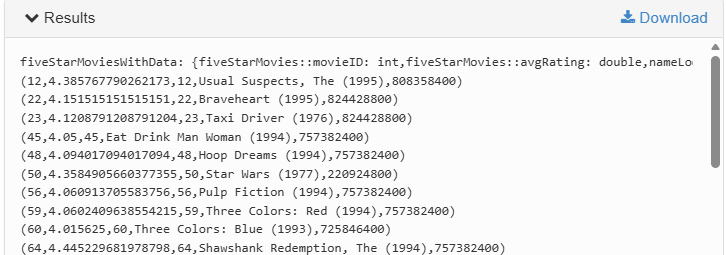 Results
Download
fiveStarMoviesWithData: {fiveStarMovies::movieID: int,fiveStarMovies::avgRating: double,nameLo
(12,4.385767790262173,12,Usual Suspects, The (1995),808358400)
(22,4.151515151515151,22,Braveheart (1995),824428800)
(23,4.1208791208791204,23,Taxi Driver (1976),824428800)
(45,4.05,45,Eat Drink Man Woman (1994),757382400)
(48,4.094017094017094,48,Hoop Dreams (1994),757382400)
(50,4.3584905660377355,50,Star Wars (1977),220924800)
(56,4.060913705583756,56,Pulp Fiction (1994),757382400)
(59,4.0602409638554215,59,Three Colors: Red (1994),757382400)
(60,4.015625,60,Three Colors: Blue (1993),725846400)
(64,4.445229681978798,64,Shawshank Redemption, The (1994),757382400)